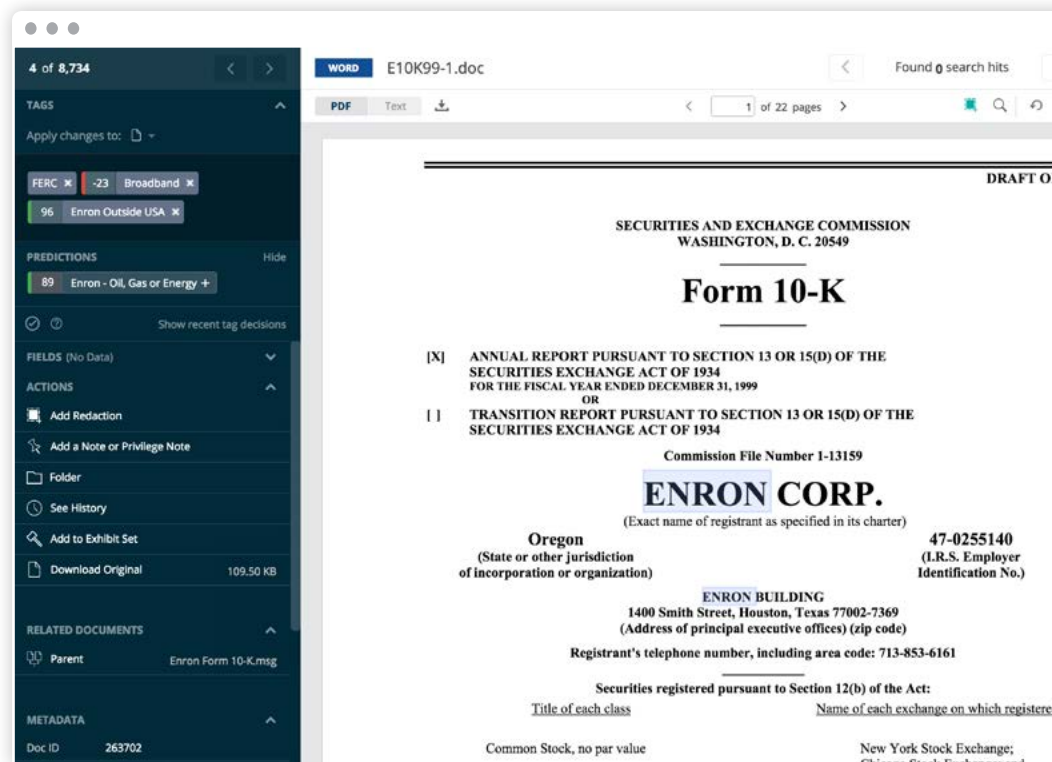 4 of 8,734
TAGS
Apply changes to:
FERC × -23 Broadband ×
96 Enron Outside USA ×
PREDICTIONS Hide
89 Enron - Oil, Gas or Energy +
Show recent tag decisions
FIELDS (No Data)
ACTIONS
Add Redaction
Add a Note or Privilege Note
Folder
See History
Add to Exhibit Set
Download Original 109.50 KB
RELATED DOCUMENTS
Parent Enron Form 10-K.msg
METADATA
Doc ID 263702
WORD E10K99-1.doc Found 0 search hits
PDF Text 1 of 22 pages
DRAFT O
SECURITIES AND EXCHANGE COMMISSION
WASHINGTON, D. C. 20549
Form 10-K
[X] ANNUAL REPORT PURSUANT TO SECTION 13 OR 15(D) OF THE
SECURITIES EXCHANGE ACT OF 1934
FOR THE FISCAL YEAR ENDED DECEMBER 31, 1999
OR
[ ] TRANSITION REPORT PURSUANT TO SECTION 13 OR 15(D) OF THE
SECURITIES EXCHANGE ACT OF 1934
Commission File Number 1-13159
ENRON CORP.
(Exact name of registrant as specified in its charter)
Oregon 47-0255140
(State or other jurisdiction (I.R.S. Employer
of incorporation or organization) Identification No.)
ENRON BUILDING
1400 Smith Street, Houston, Texas 77002-7369
(Address of principal executive offices) (zip code)
Registrant's telephone number, including area code: 713-853-6161
Securities registered pursuant to Section 12(b) of the Act:
Title of each class Name of each exchange on which registere
Common Stock, no par value New York Stock Exchange;